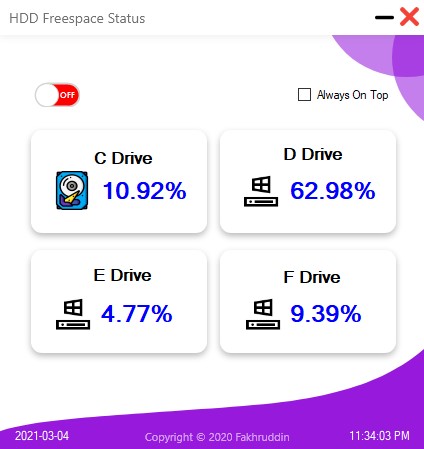 HDD Freespace Status
OFF
Always On Top
C Drive
10.92%
D Drive
62.98%
E Drive
4.77%
F Drive
9.39%
2021-03-04
Copyright © 2020 Fakhruddin
11:34:03 PM